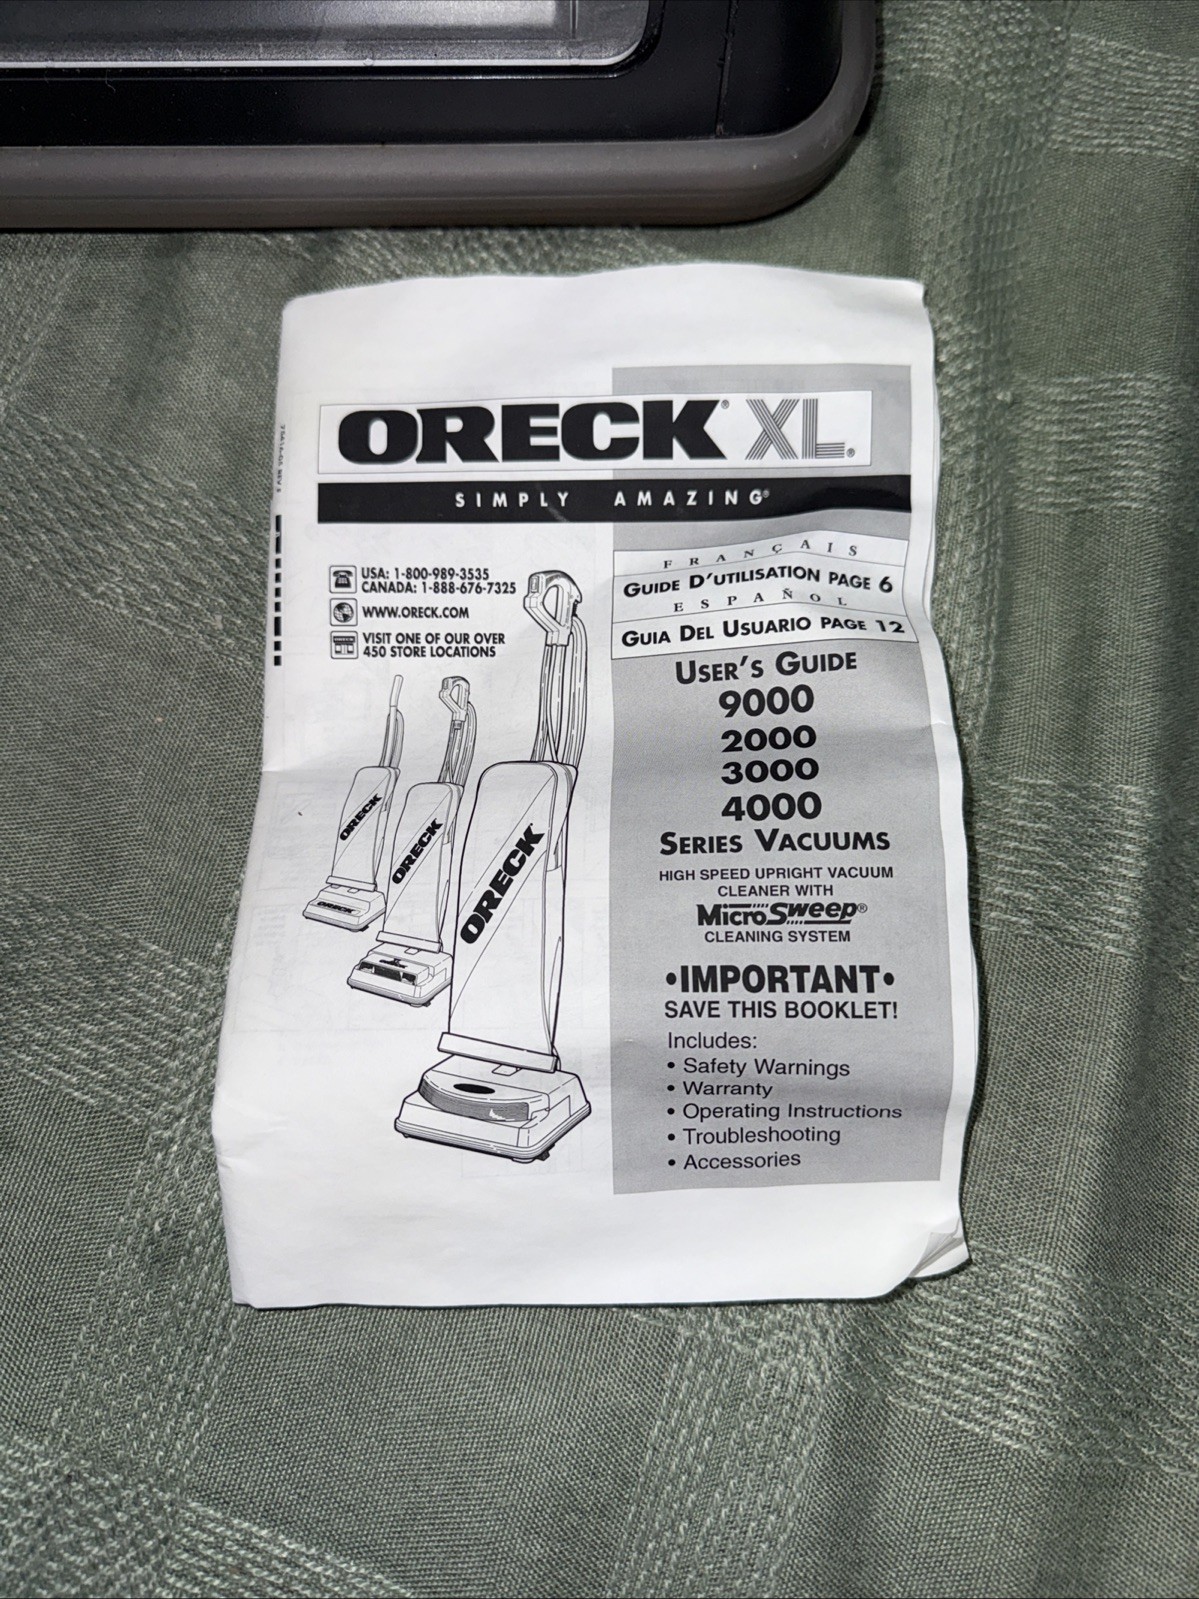 ORECK® XL®
SIMPLY AMAZING®
USA: 1-800-989-3535
CANADA: 1-888-676-7325
WWW.ORECK.COM
VISIT ONE OF OUR OVER
450 STORE LOCATIONS
FRANÇAIS
GUIDE D'UTILISATION PAGE 6
ESPAÑOL
GUIA DEL USUARIO PAGE 12
USER'S GUIDE
9000
2000
3000
4000
SERIES VACUUMS
HIGH SPEED UPRIGHT VACUUM
CLEANER WITH
MicroSweep®
CLEANING SYSTEM
•IMPORTANT•
SAVE THIS BOOKLET!
Includes:
• Safety Warnings
• Warranty
• Operating Instructions
• Troubleshooting
• Accessories
ORECK
ORECK
ORECK
ORECK